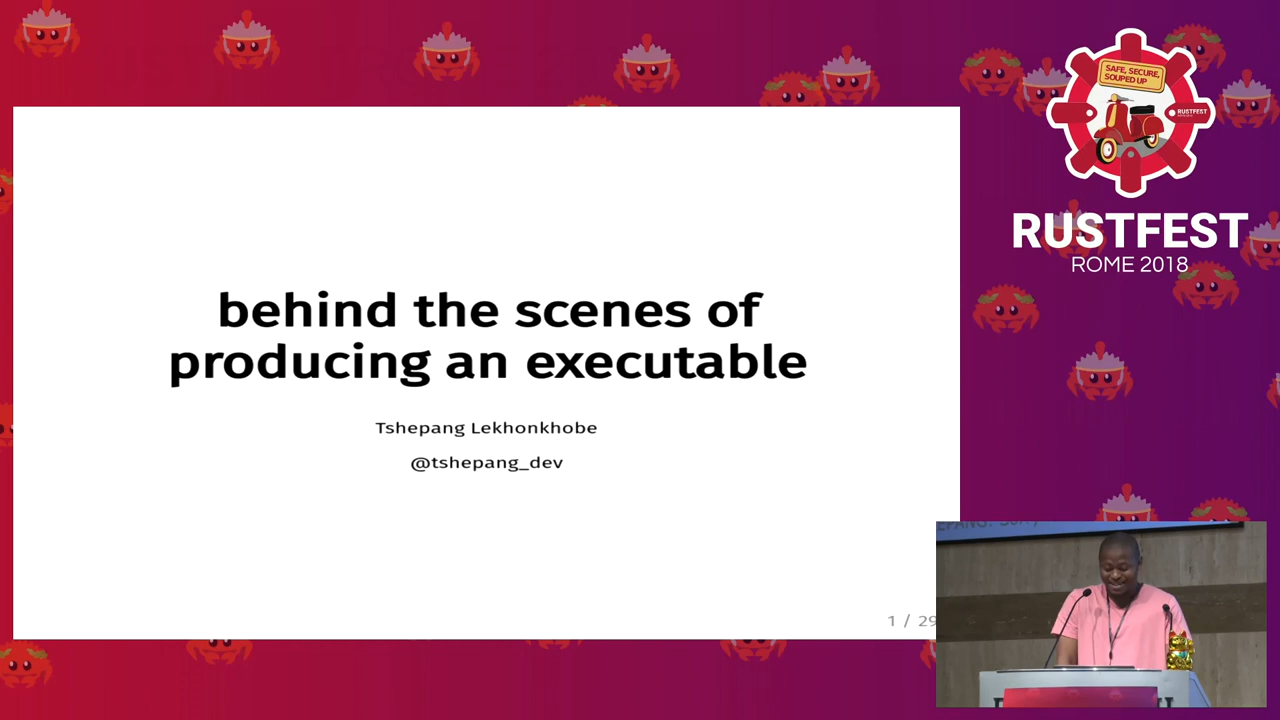 behind the scenes of
producing an executable
Tshepang Lekhonkhobe
@tshepang_dev
1 / 29
SAFE, SECURE,
SOUPED UP
RUSTFEST
RUSTFEST
ROME 2018